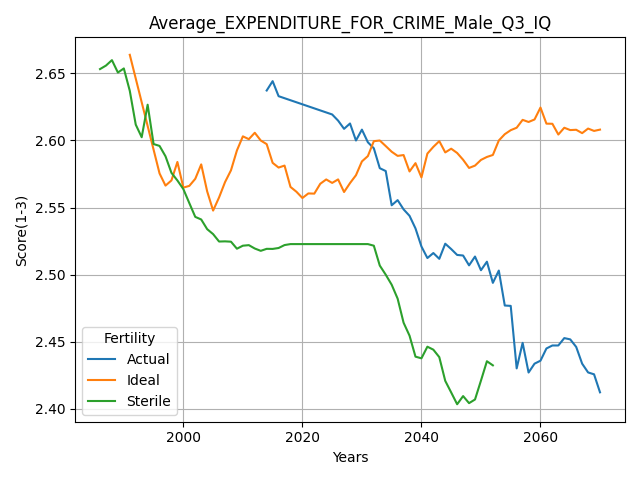 Average_EXPENDITURE_FOR_CRIME_Male_Q3_IQ
Score(1-3)
2.65
2.60
2.55
2.50
2.45
2.40
Fertility
Actual
Ideal
Sterile
2000
2020
2040
2060
Years